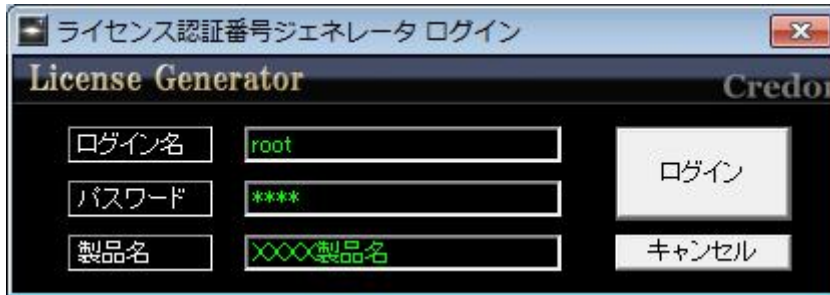 ライセンス認証番号ジェネレータ ログイン
License Generator
Credor
ログイン名
root
パスワード
****
製品名
XXXX製品名
ログイン
キャンセル